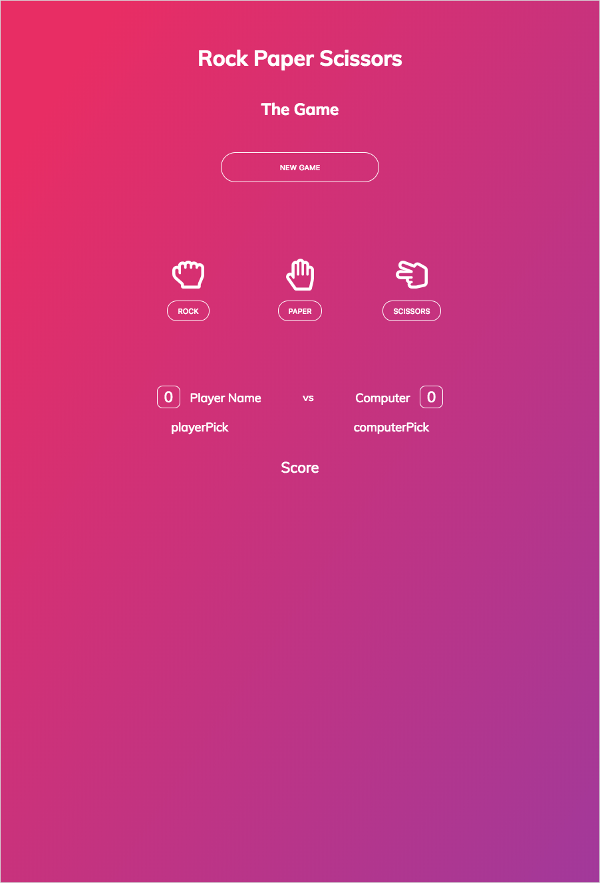 Rock Paper Scissors
The Game
NEW GAME
ROCK PAPER SCISSORS
0 Player Name vs Computer 0
playerPick computerPick
Score